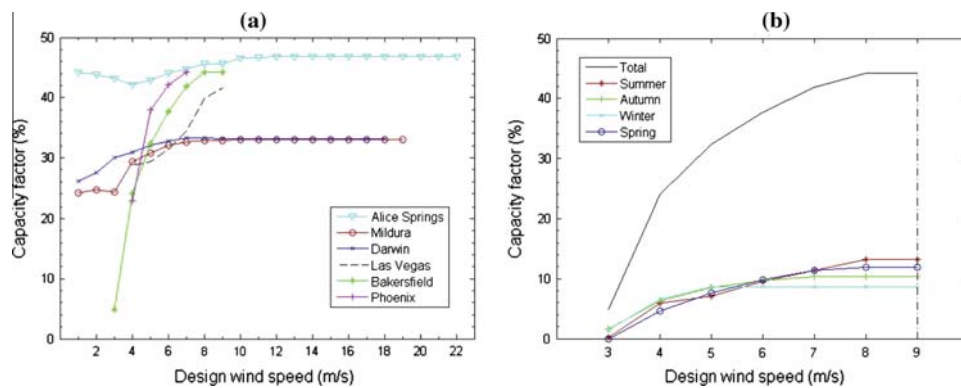 (a)
50
40
30
20
10
0
Capacity factor (%)
Alice Springs
Mildura
Darwin
Las Vegas
Bakersfield
Phoenix
2 4 6 8 10 12 14 16 18 20 22
Design wind speed (m/s)
(b)
50
40
30
20
10
0
Capacity factor (%)
Total
Summer
Autumn
Winter
Spring
3 4 5 6 7 8 9
Design wind speed (m/s)